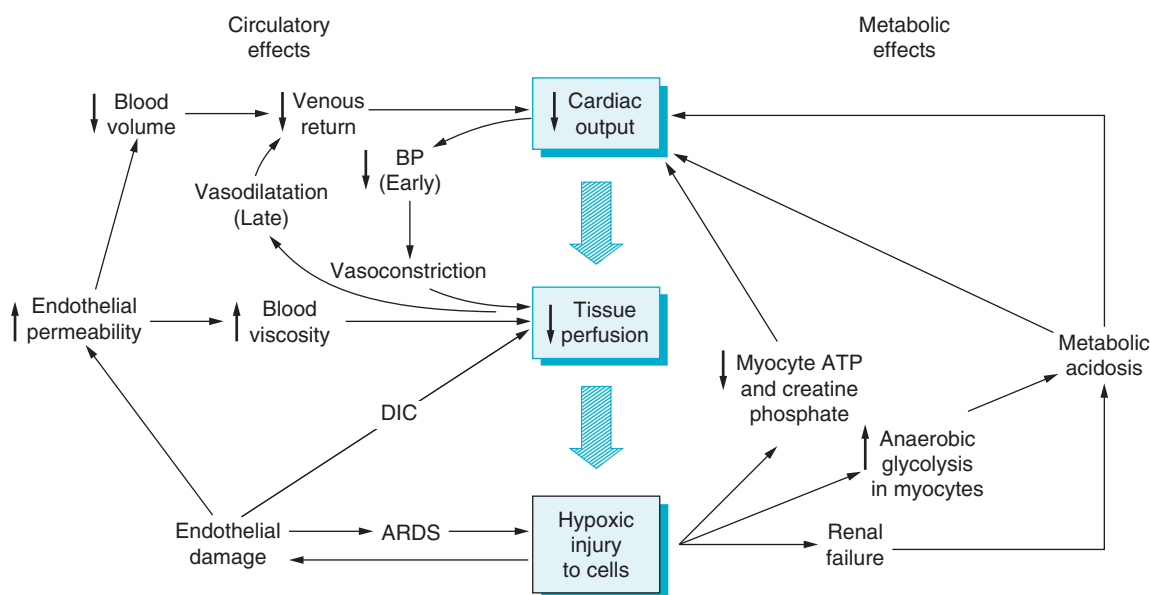 Circulatory
effects
Metabolic
effects
Blood
volume
Venous
return
Cardiac
output
BP
(Early)
Vasodilatation
(Late)
Vasoconstriction
Endothelial
permeability
Blood
viscosity
Tissue
perfusion
Metabolic
acidosis
Myocyte ATP
and creatine
phosphate
DIC
Anaerobic
glycolysis
in myocytes
Endothelial
damage
ARDS
Hypoxic
injury
to cells
Renal
failure